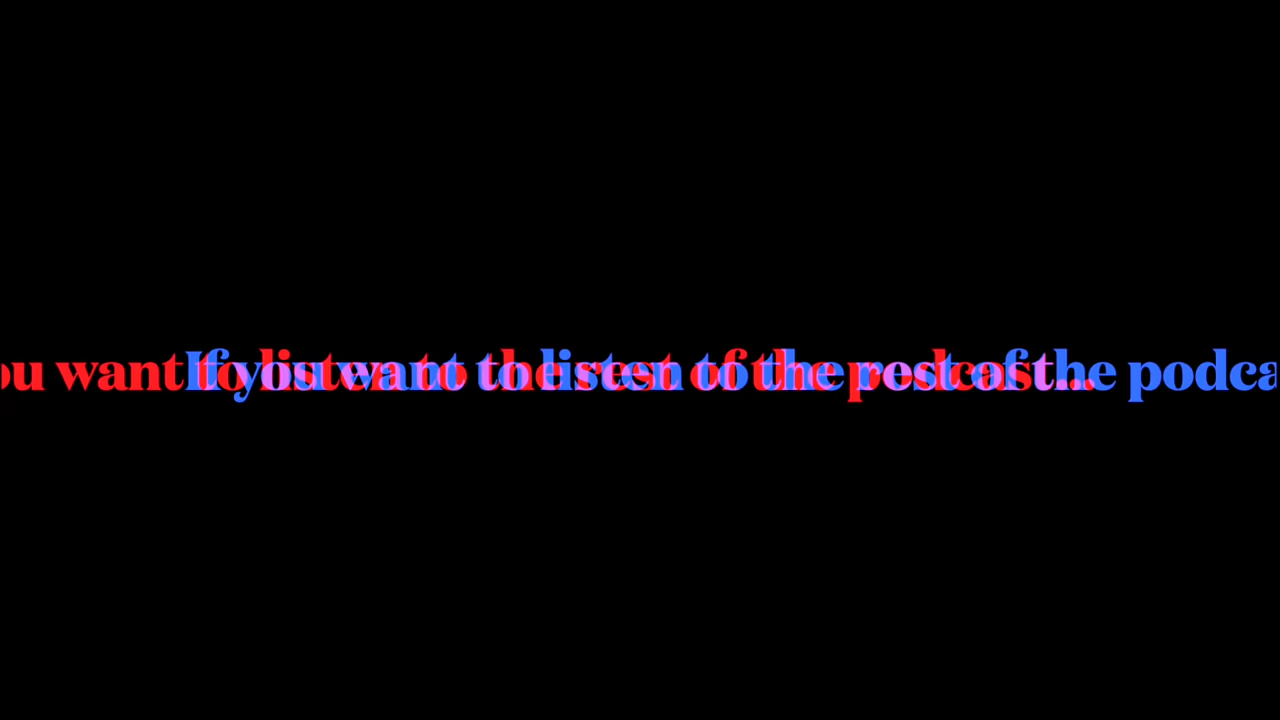 ou want to listen to the rest of the podcast...
If you want to listen to the rest of the podca